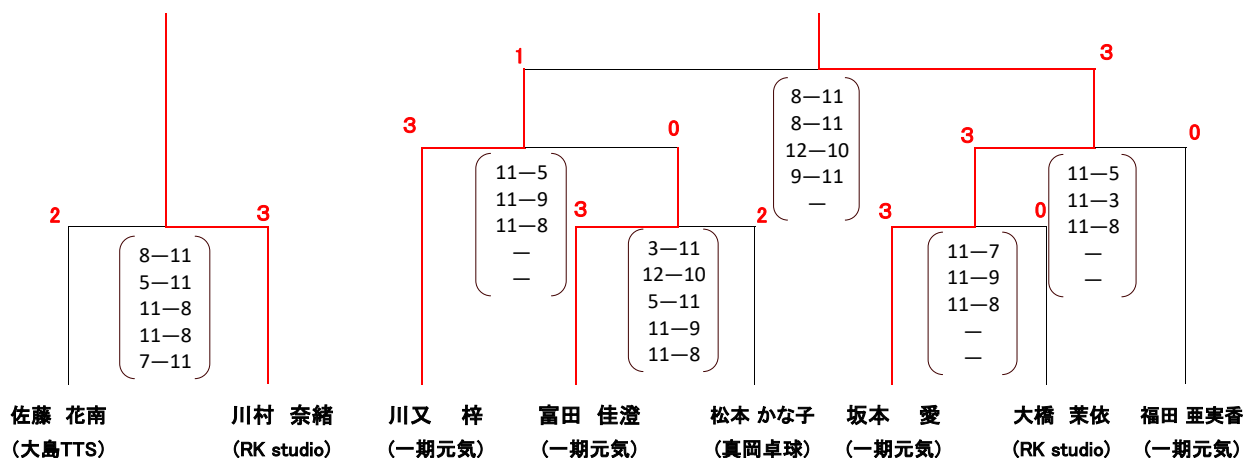 1
3
8―11
8―11
12―10
9―11
―
3
0
3
0
11―5
11―9
11―8
―
―
11―5
11―3
11―8
―
―
2
3
3
2
3
0
8―11
5―11
11―8
11―8
7―11
3―11
12―10
5―11
11―9
11―8
11―7
11―9
11―8
―
―
佐藤 花南
(大島TTS)
川村 奈緒
(RK studio)
川又 梓
(一期元気)
富田 佳澄
(一期元気)
松本 かな子
(真岡卓球)
坂本 愛
(一期元気)
大橋 茉依
(RK studio)
福田 亜実香
(一期元気)